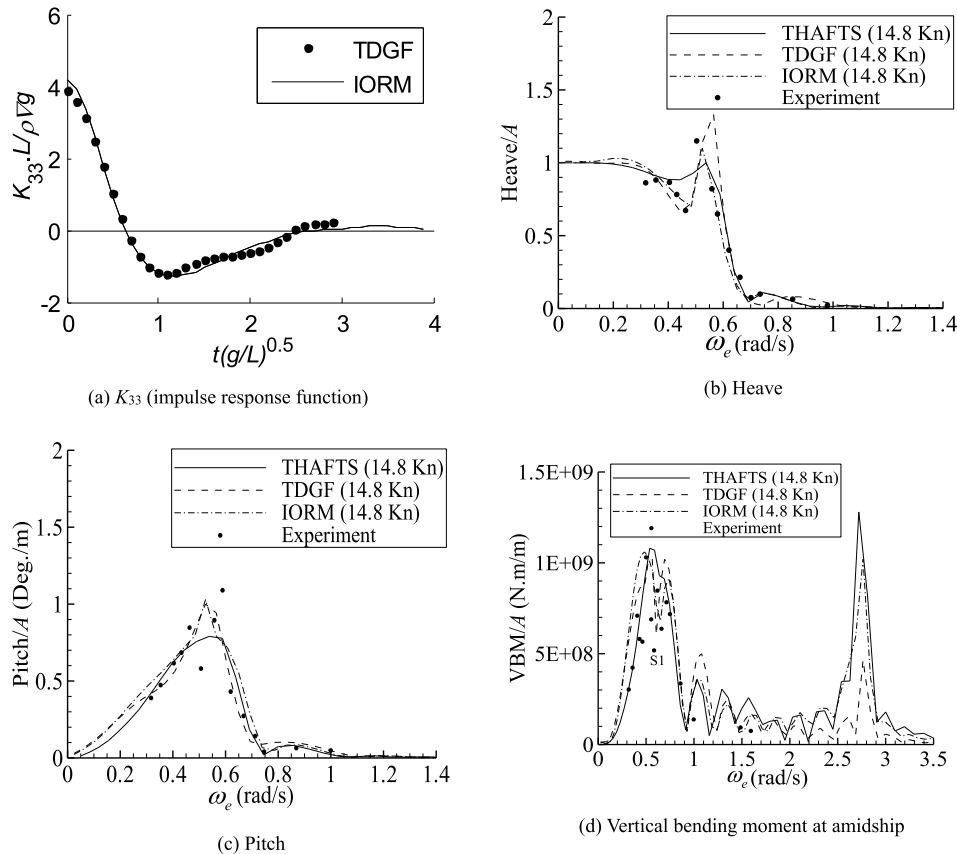 6
4
2
0
-2
K33.L/ρ∇g
TDGF
IORM
0 1 2 3 4
t(g/L)^0.5
(a) K33 (impulse response function)
2
1.5
1
0.5
0
Heave/A
THAFTS (14.8 Kn)
TDGF (14.8 Kn)
IORM (14.8 Kn)
Experiment
0 0.2 0.4 0.6 0.8 1 1.2 1.4
ωe (rad/s)
(b) Heave
2
1.5
1
0.5
0
Pitch/A (Deg./m)
THAFTS (14.8 Kn)
TDGF (14.8 Kn)
IORM (14.8 Kn)
Experiment
0 0.2 0.4 0.6 0.8 1 1.2 1.4
ωe (rad/s)
(c) Pitch
1.5E+09
1E+09
5E+08
0
VBM/A (N.m/m)
THAFTS (14.8 Kn)
TDGF (14.8 Kn)
IORM (14.8 Kn)
Experiment
S1
0 0.5 1 1.5 2 2.5 3 3.5
ωe (rad/s)
(d) Vertical bending moment at amidship